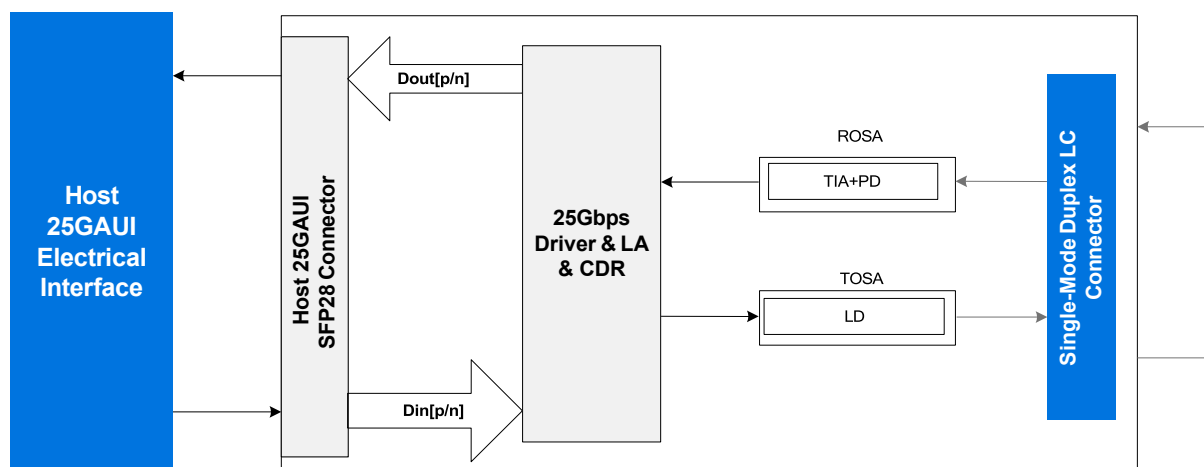 Host
25GAUI
Electrical
Interface
Host 25GAUI
SFP28 Connector
Dout[p/n]
Din[p/n]
25Gbps
Driver & LA
& CDR
ROSA
TIA+PD
TOSA
LD
Single-Mode Duplex LC
Connector